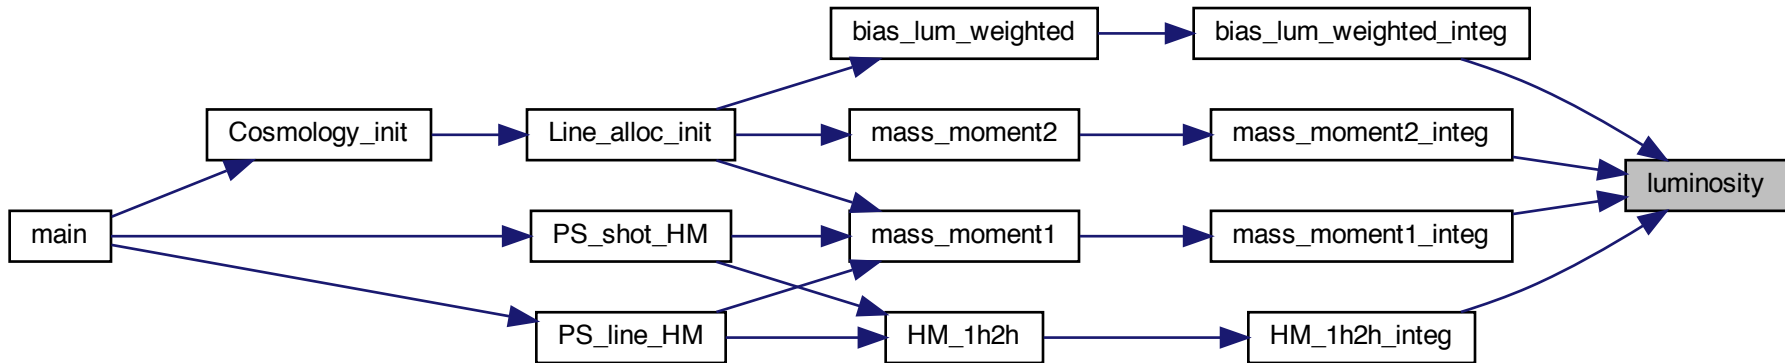 bias_lum_weighted
bias_lum_weighted_integ
Cosmology_init
Line_alloc_init
mass_moment2
mass_moment2_integ
luminosity
main
PS_shot_HM
mass_moment1
mass_moment1_integ
PS_line_HM
HM_1h2h
HM_1h2h_integ